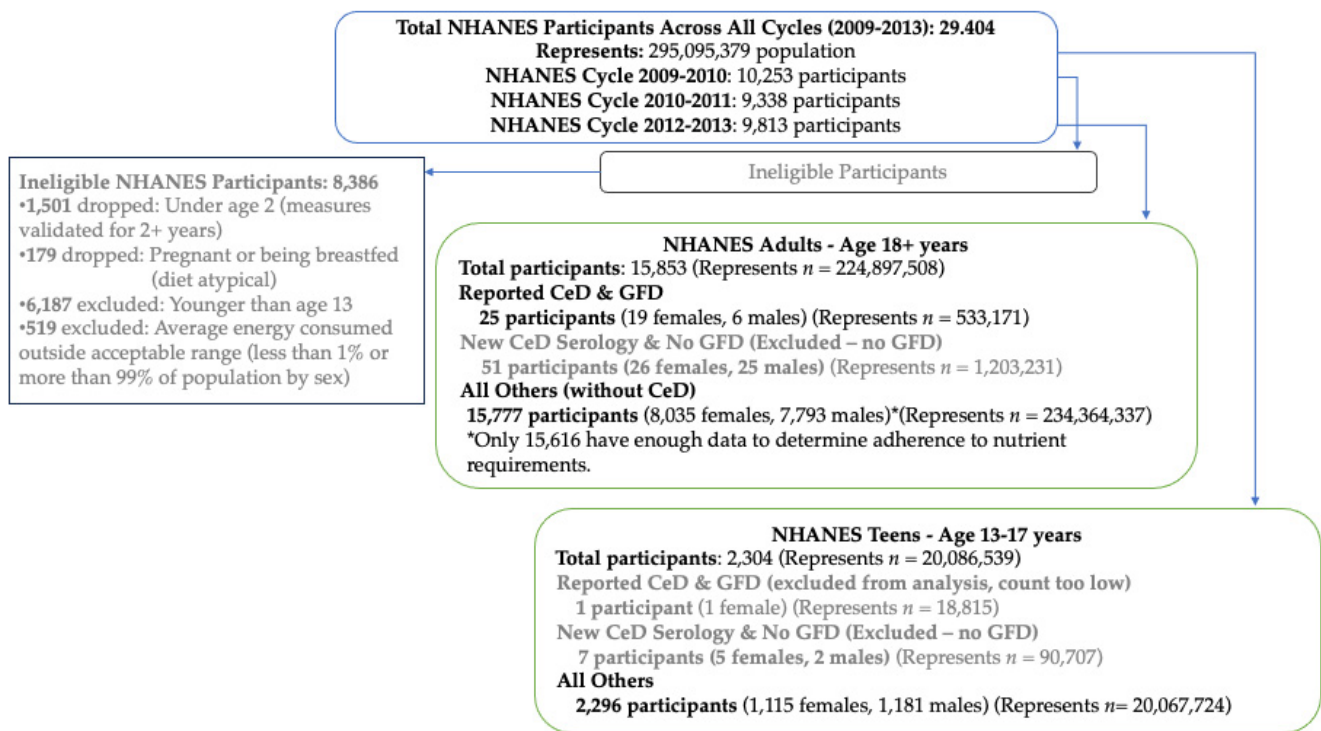 Total NHANES Participants Across All Cycles (2009-2013): 29.404
Represents: 295,095,379 population
NHANES Cycle 2009-2010: 10,253 participants
NHANES Cycle 2010-2011: 9,338 participants
NHANES Cycle 2012-2013: 9,813 participants
Ineligible Participants
Ineligible NHANES Participants: 8,386
•1,501 dropped: Under age 2 (measures
validated for 2+ years)
•179 dropped: Pregnant or being breastfed
(diet atypical)
•6,187 excluded: Younger than age 13
•519 excluded: Average energy consumed
outside acceptable range (less than 1% or
more than 99% of population by sex)
NHANES Adults - Age 18+ years
Total participants: 15,853 (Represents n = 224,897,508)
Reported CeD & GFD
25 participants (19 females, 6 males) (Represents n = 533,171)
New CeD Serology & No GFD (Excluded – no GFD)
51 participants (26 females, 25 males) (Represents n = 1,203,231)
All Others (without CeD)
15,777 participants (8,035 females, 7,793 males)*(Represents n = 234,364,337)
*Only 15,616 have enough data to determine adherence to nutrient
requirements.
NHANES Teens - Age 13-17 years
Total participants: 2,304 (Represents n = 20,086,539)
Reported CeD & GFD (excluded from analysis, count too low)
1 participant (1 female) (Represents n = 18,815)
New CeD Serology & No GFD (Excluded – no GFD)
7 participants (5 females, 2 males) (Represents n = 90,707)
All Others
2,296 participants (1,115 females, 1,181 males) (Represents n= 20,067,724)